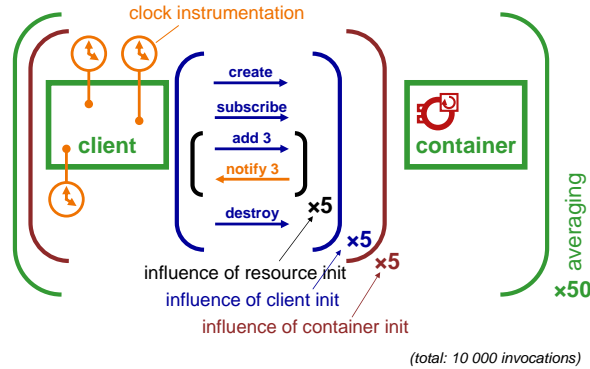 clock instrumentation
create
subscribe
client
add 3
container
notify 3
×5
destroy
×5
averaging
influence of resource init
×5
influence of client init
×50
influence of container init
(total: 10 000 invocations)